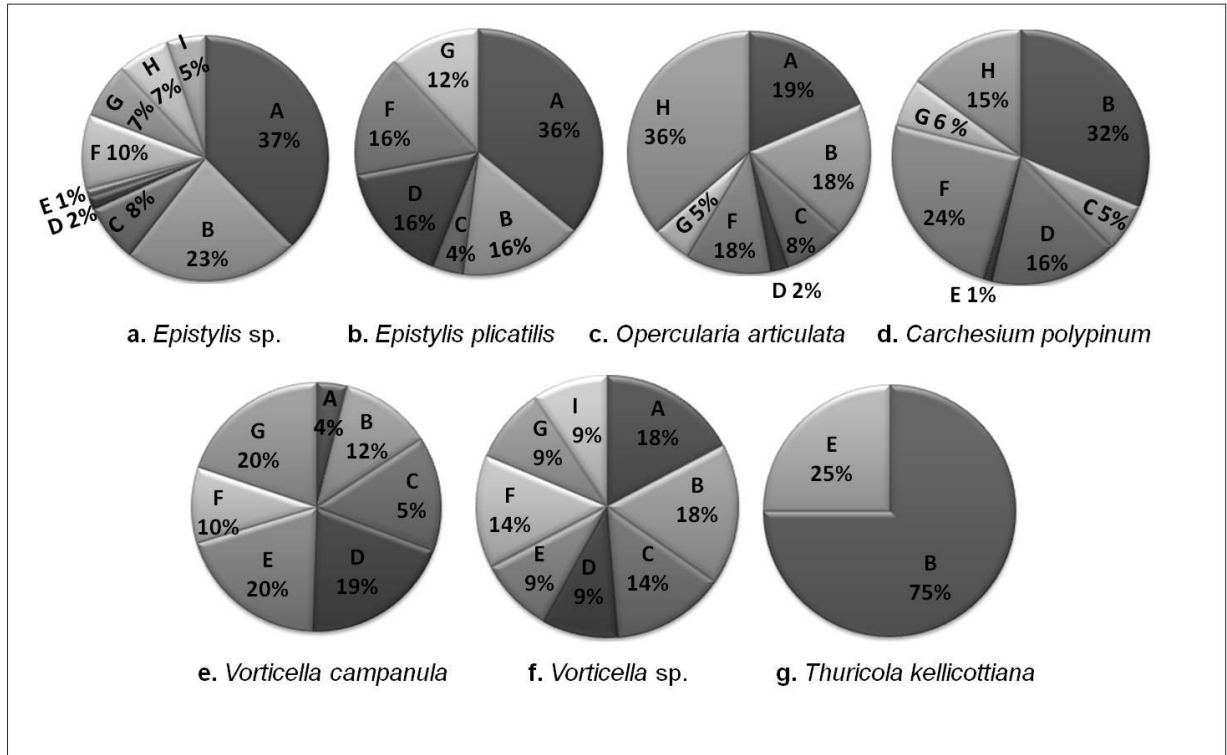 A
37%
B
23%
C 8%
D 2%
E 1%
F 10%
G
7%
H
7%
I
5%
a. Epistylis sp.
A
36%
B
16%
C
4%
D
16%
F
16%
G
12%
b. Epistylis plicatilis
A
19%
B
18%
C
8%
D 2%
F
18%
G 5%
H
36%
c. Opercularia articulata
B
32%
C 5%
D
16%
E 1%
F
24%
G 6 %
H
15%
d. Carchesium polypinum
A
4%
B
12%
C
5%
D
19%
E
20%
F
10%
G
20%
e. Vorticella campanula
A
18%
B
18%
C
14%
D
9%
E
9%
F
14%
G
9%
I
9%
f. Vorticella sp.
E
25%
B
75%
g. Thuricola kellicottiana